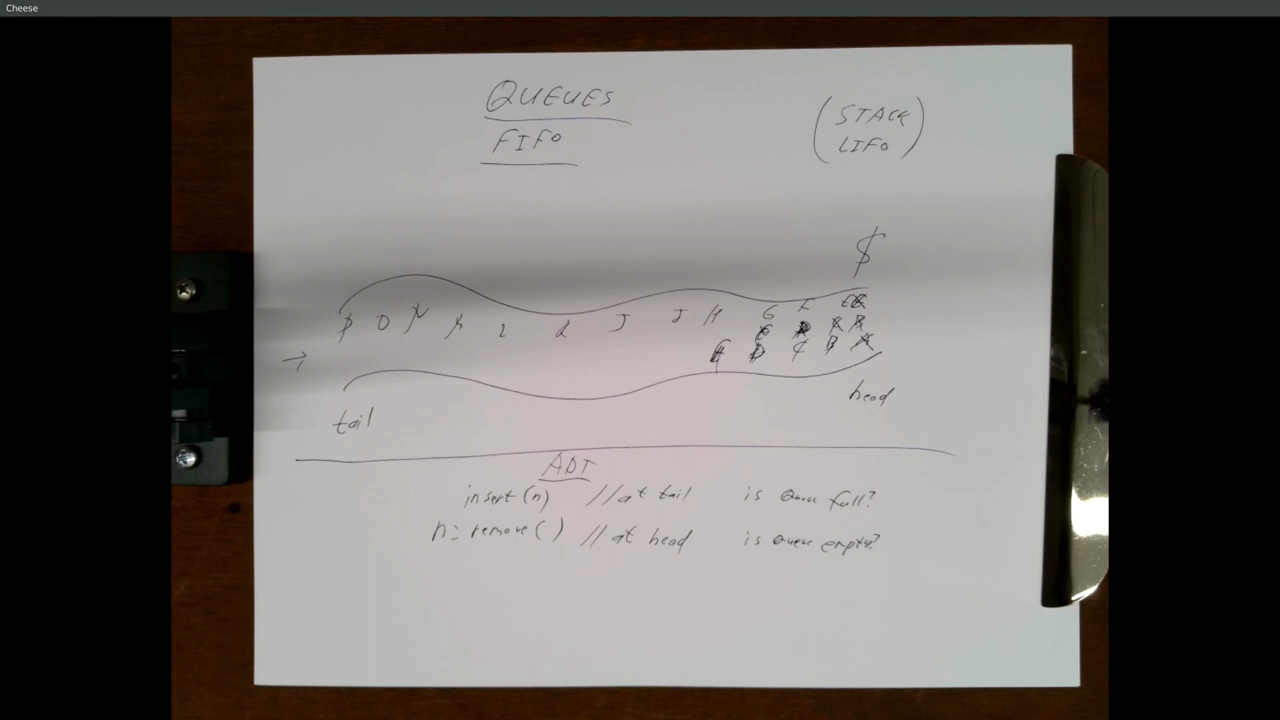 Cheese
QUEUES
FIFO
(STACK
LIFO)
$
P O N L J J H G F
E D C B A
→
head
tail
ADT
insert(n) //at tail is Queue full?
n = remove() //at head is Queue empty?